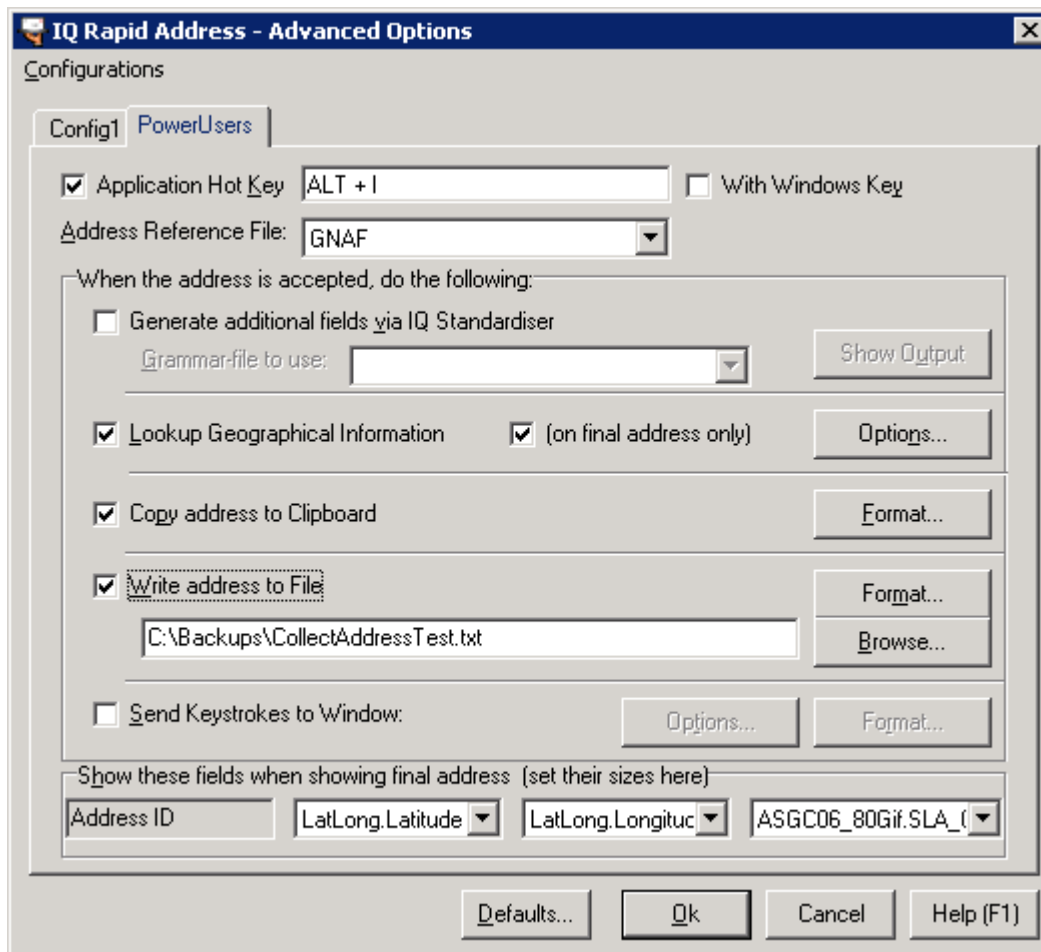 IQ Rapid Address - Advanced Options
Configurations
Config1 PowerUsers
Application Hot Key ALT + I With Windows Key
Address Reference File: GNAF
When the address is accepted, do the following:
Generate additional fields via IQ Standardiser
Grammar-file to use: Show Output
Lookup Geographical Information (on final address only) Options...
Copy address to Clipboard Format...
Write address to File Format...
C:\Backups\CollectAddressTest.txt Browse...
Send Keystrokes to Window: Options... Format...
Show these fields when showing final address (set their sizes here)
Address ID LatLong.Latitude LatLong.Longituc ASGC06_80Gif.SLA_(
Defaults... Ok Cancel Help (F1)